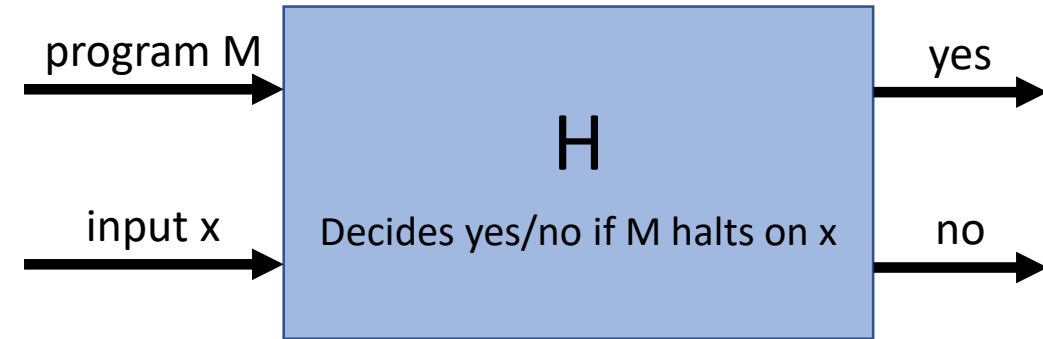 program M
yes
H
input x
Decides yes/no if M halts on x
no